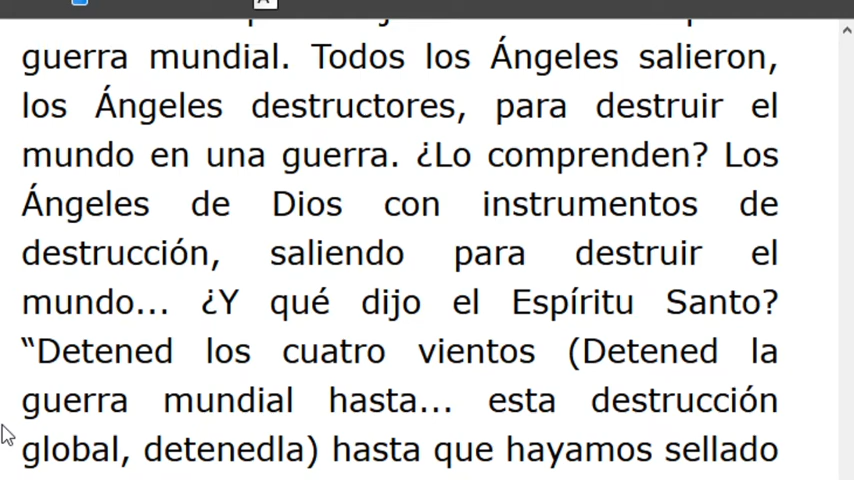 guerra mundial. Todos los Ángeles salieron,
los Ángeles destructores, para destruir el
mundo en una guerra. ¿Lo comprenden? Los
Ángeles de Dios con instrumentos de
destrucción, saliendo para destruir el
mundo... ¿Y qué dijo el Espíritu Santo?
“Detened los cuatro vientos (Detened la
guerra mundial hasta... esta destrucción
global, detenedla) hasta que hayamos sellado